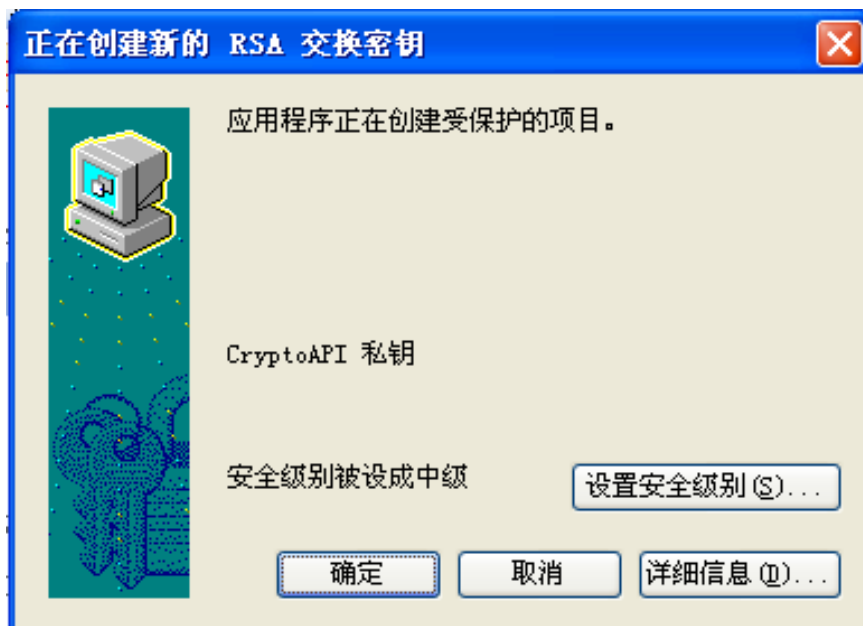 正在创建新的 RSA 交换密钥
应用程序正在创建受保护的项目。
CryptoAPI 私钥
安全级别被设成中级
设置安全级别(S)...
确定
取消
详细信息(D)...